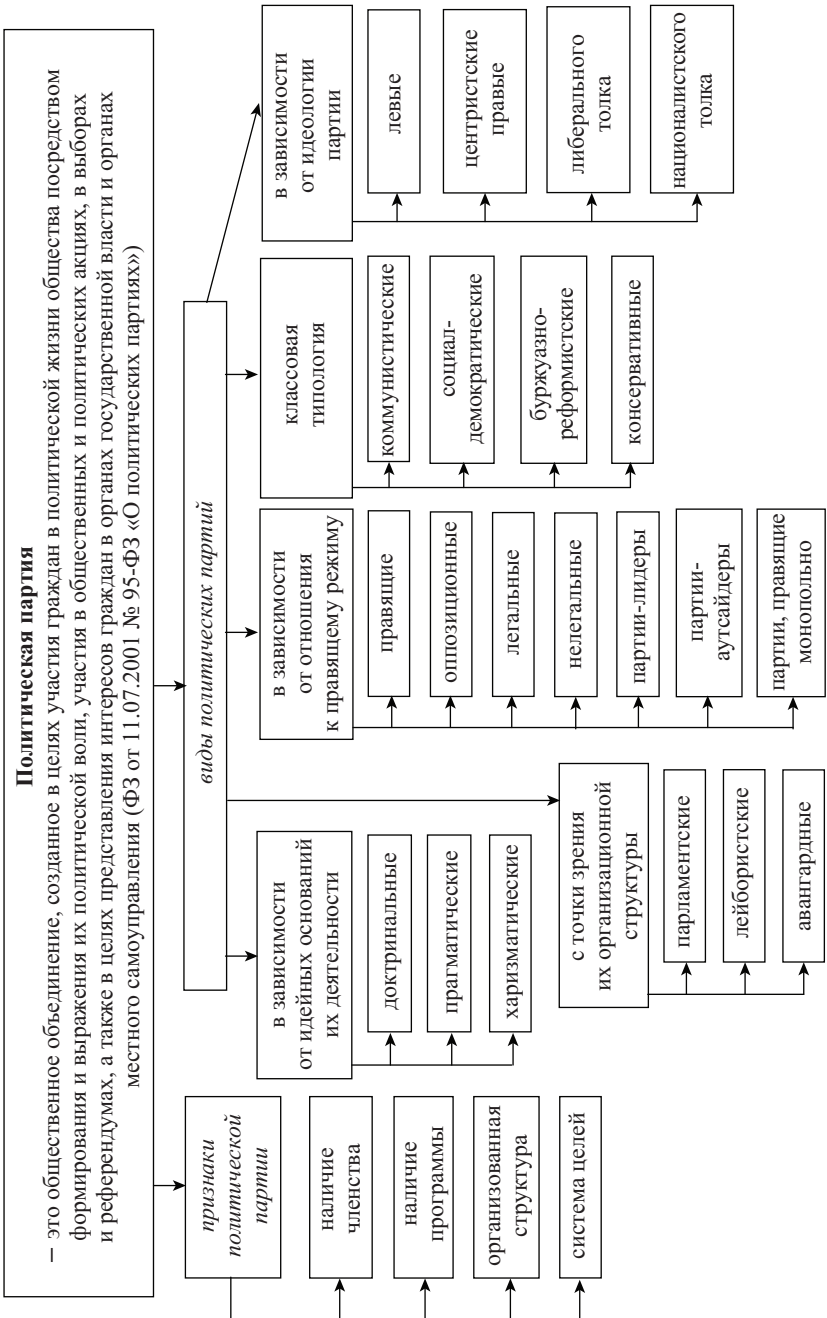 Политическая партия
– это общественное объединение, созданное в целях участия граждан в политической жизни общества посредством
формирования и выражения их политической воли, участия в общественных и политических акциях, в выборах
и референдумах, а также в целях представления интересов граждан в органах государственной власти и органах
местного самоуправления (ФЗ от 11.07.2001 № 95-ФЗ «О политических партиях»)
признаки
политической
партии
наличие
членства
наличие
программы
организованная
структура
система целей
виды политических партий
в зависимости
от идейных оснований
их деятельности
доктринальные
прагматические
харизматические
с точки зрения
их организационной
структуры
парламентские
лейбористские
авангардные
в зависимости
от отношения
к правящему режиму
правящие
оппозиционные
легальные
нелегальные
партии-лидеры
партии-
аутсайдеры
партии, правящие
монопольно
классовая
типология
коммунистические
социал-
демократические
буржуазно-
реформистские
консервативные
в зависимости
от идеологии
партии
левые
центристские
правые
либерального
толка
националистского
толка